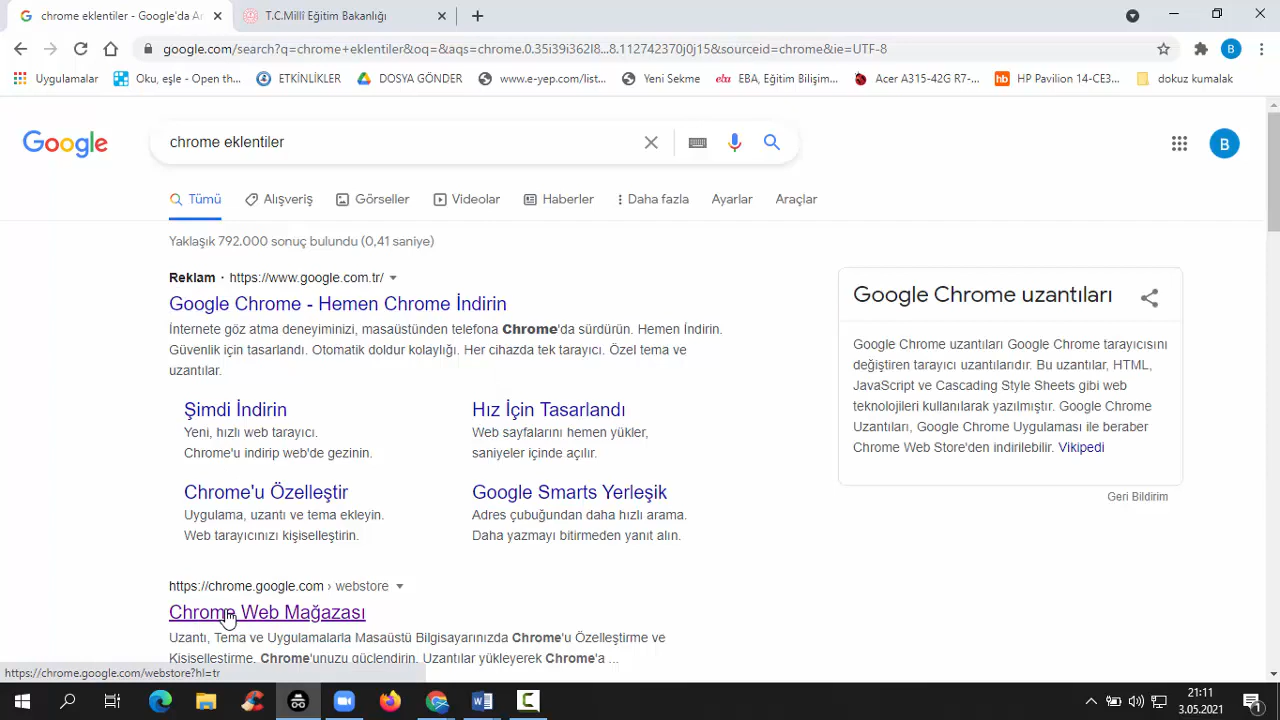 chrome eklentiler - Google'da Ar
T.C.Millî Eğitim Bakanlığı
google.com/search?q=chrome+eklentiler&oq=&aqs=chrome.0.35i39i362l8...8.112742370j0j15&sourceid=chrome&ie=UTF-8
B
Uygulamalar
Oku, eşle - Open th...
ETKİNLİKLER
DOSYA GÖNDER
www.e-yep.com/list...
Yeni Sekme
eba
EBA, Eğitim Bilişim...
Acer A315-42G R7-...
hb
HP Pavilion 14-CE3...
dokuz kumalak
Google
chrome eklentiler
B
Tümü
Alışveriş
Görseller
Videolar
Haberler
Daha fazla
Ayarlar
Araçlar
Yaklaşık 792.000 sonuç bulundu (0,41 saniye)
Reklam · https://www.google.com.tr/
Google Chrome - Hemen Chrome İndirin
İnternete göz atma deneyiminizi, masaüstünden telefona Chrome'da sürdürün. Hemen İndirin.
Güvenlik için tasarlandı. Otomatik doldur kolaylığı. Her cihazda tek tarayıcı. Özel tema ve
uzantılar.
Şimdi İndirin
Yeni, hızlı web tarayıcı.
Chrome'u indirip web'de gezinin.
Hız İçin Tasarlandı
Web sayfalarını hemen yükler,
saniyeler içinde açılır.
Chrome'u Özelleştir
Uygulama, uzantı ve tema ekleyin.
Web tarayıcınızı kişiselleştirin.
Google Smarts Yerleşik
Adres çubuğundan daha hızlı arama.
Daha yazmayı bitirmeden yanıt alın.
https://chrome.google.com › webstore
Chrome Web Mağazası
Uzantı, Tema ve Uygulamalarla Masaüstü Bilgisayarınızda Chrome'u Özelleştirme ve
Kişiselleştirme, Chrome'unuzu güçlendirin. Uzantılar yükleyerek Chrome'a ...
Google Chrome uzantıları
Google Chrome uzantıları Google Chrome tarayıcısını
değiştiren tarayıcı uzantılarıdır. Bu uzantılar, HTML,
JavaScript ve Cascading Style Sheets gibi web
teknolojileri kullanılarak yazılmıştır. Google Chrome
Uzantıları, Google Chrome Uygulaması ile beraber
Chrome Web Store'den indirilebilir. Vikipedi
Geri Bildirim
https://chrome.google.com/webstore?hl=tr
21:11
3.05.2021
1